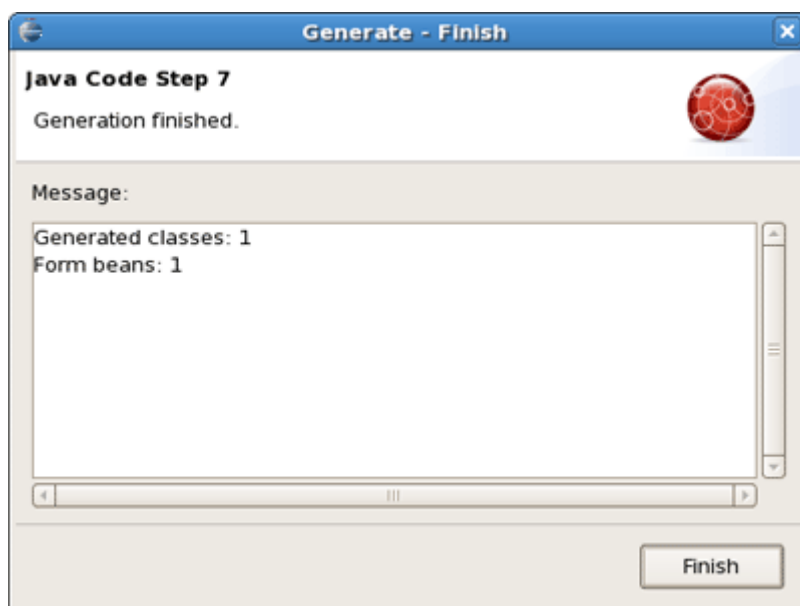 Generate - Finish
Java Code Step 7
Generation finished.
Message:
Generated classes: 1
Form beans: 1
Finish